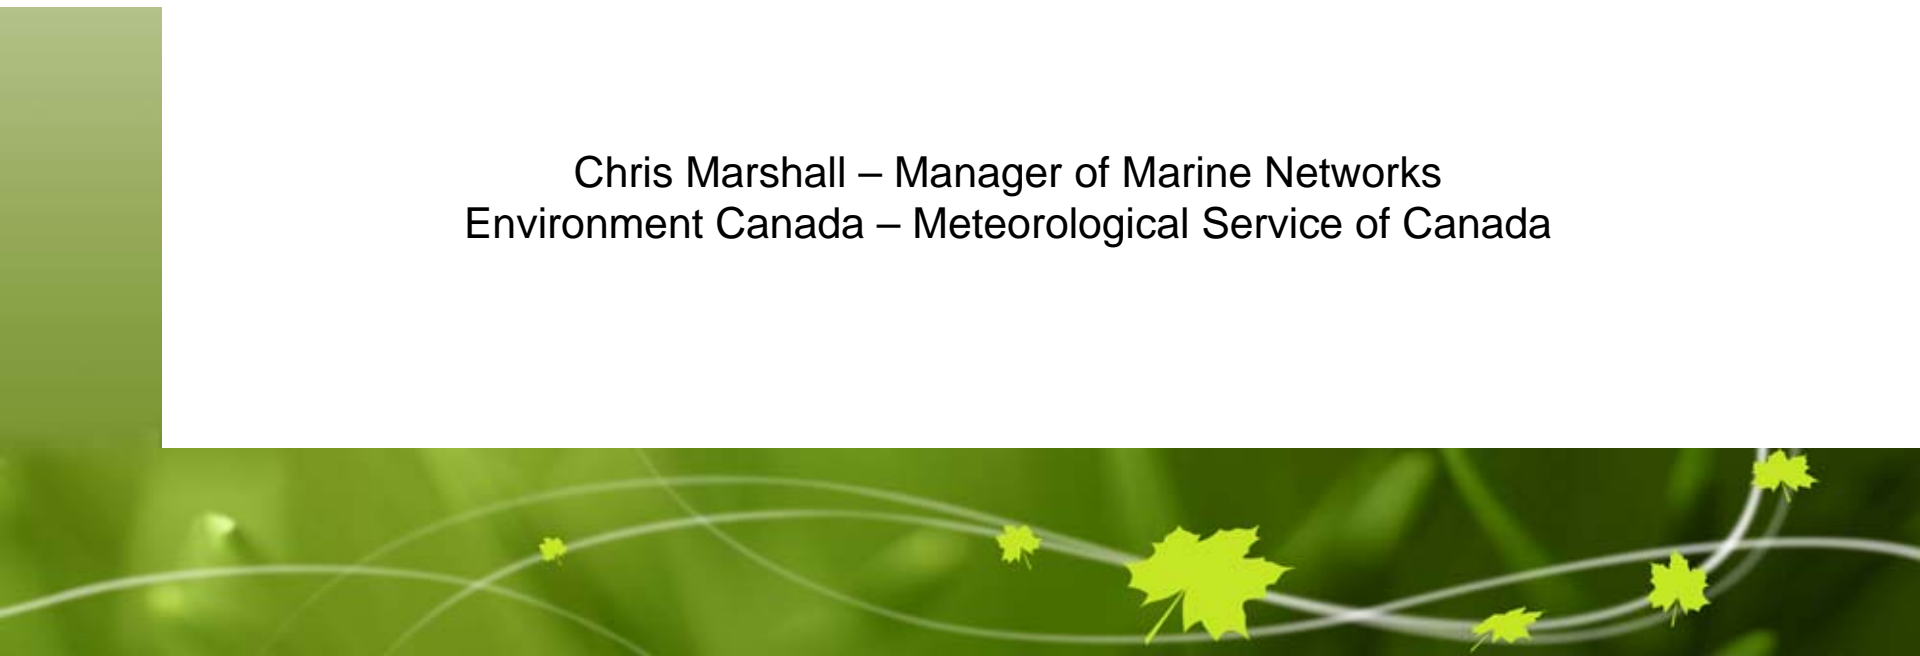 Chris Marshall – Manager of Marine Networks
Environment Canada – Meteorological Service of Canada